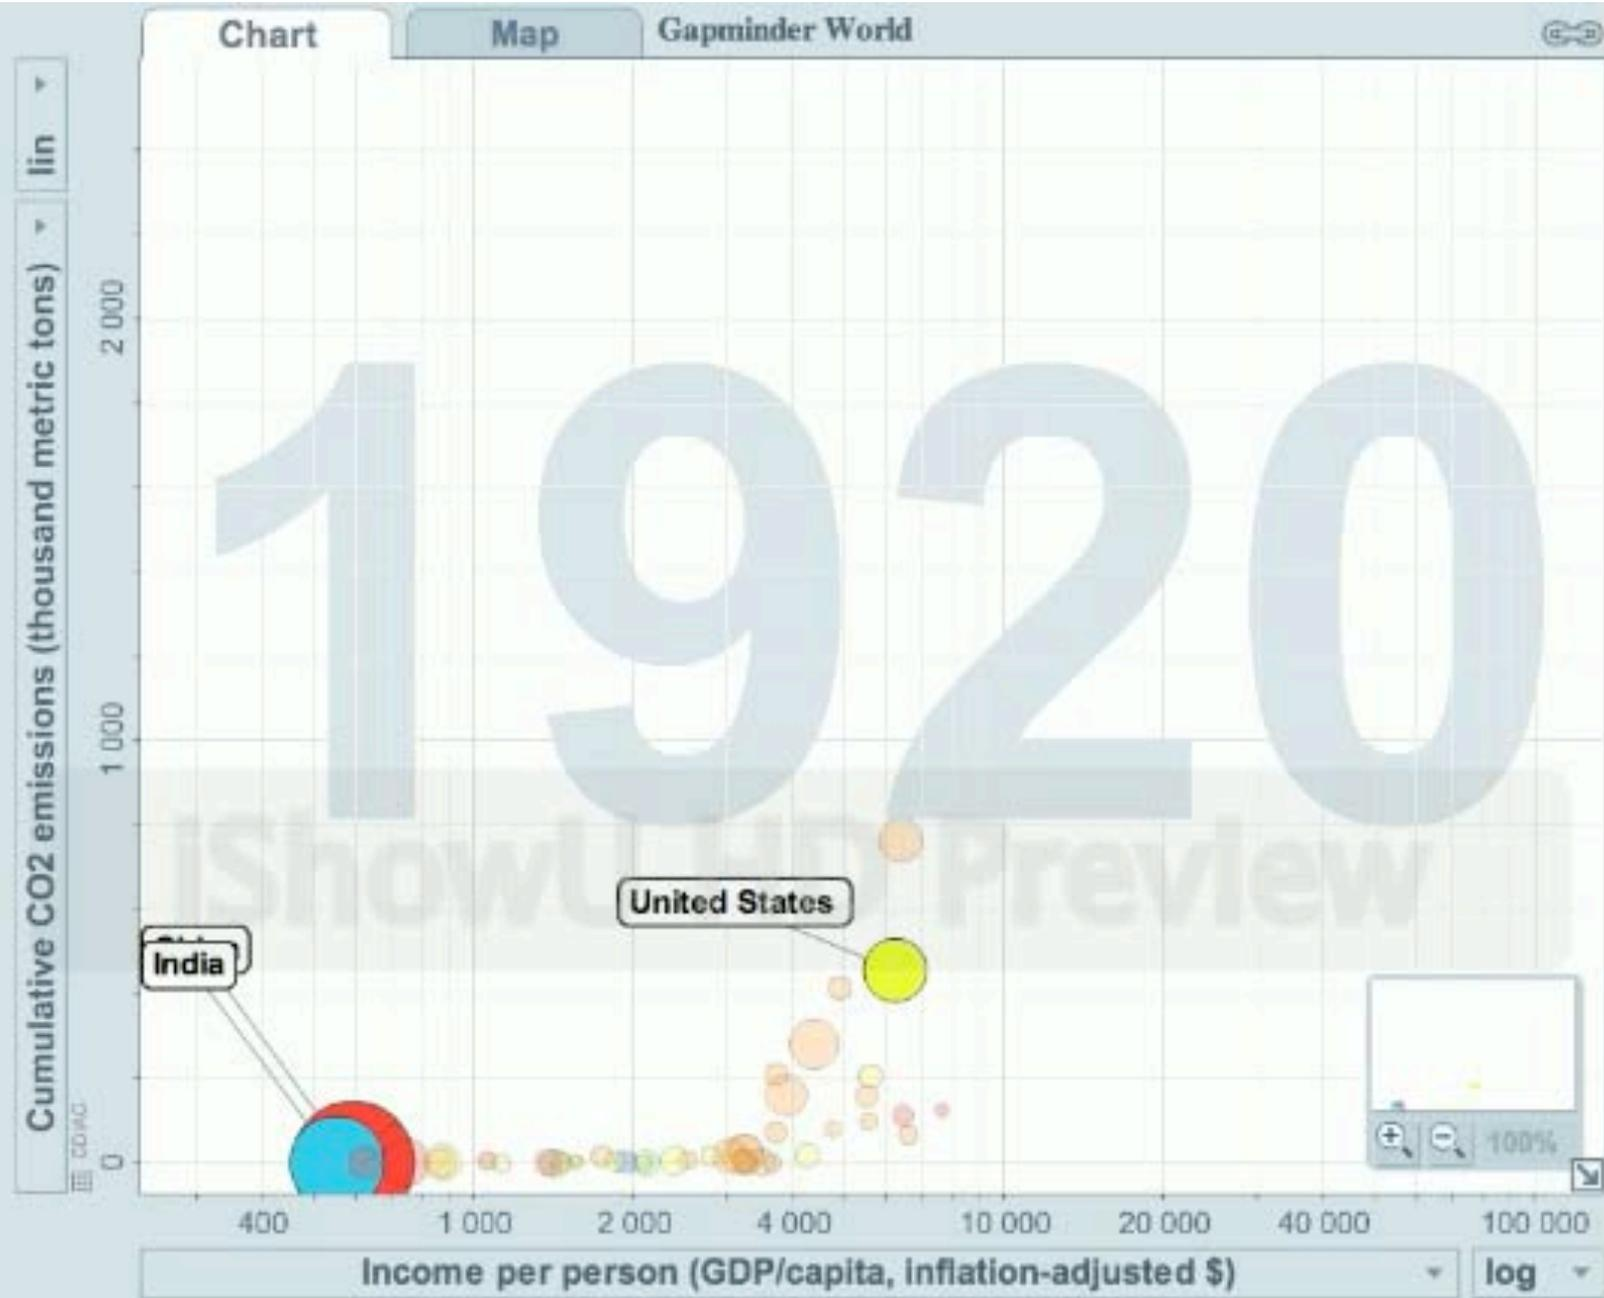 Chart
Map
Gapminder World
lin
Cumulative CO2 emissions (thousand metric tons)
2 000
1 000
0
1920
iShowU HD Preview
United States
India
CDIAC
100%
400
1 000
2 000
4 000
10 000
20 000
40 000
100 000
Income per person (GDP/capita, inflation-adjusted $)
log